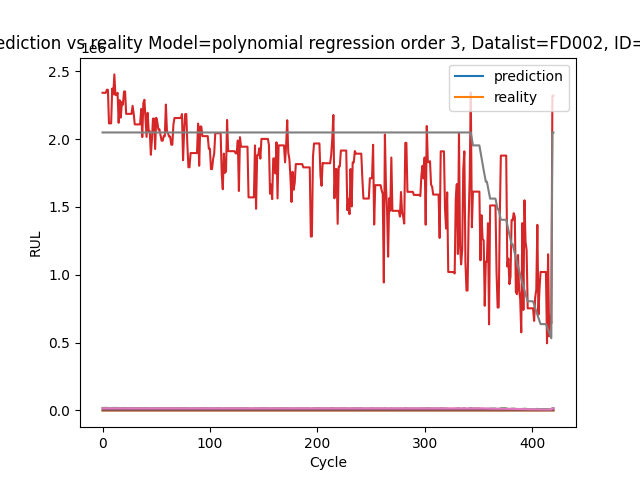 ediction vs reality Model=polynomial regression order 3, Datalist=FD002, ID=
1e6
2.5
2.0
1.5
1.0
0.5
0.0
RUL
prediction
reality
0 100 200 300 400
Cycle